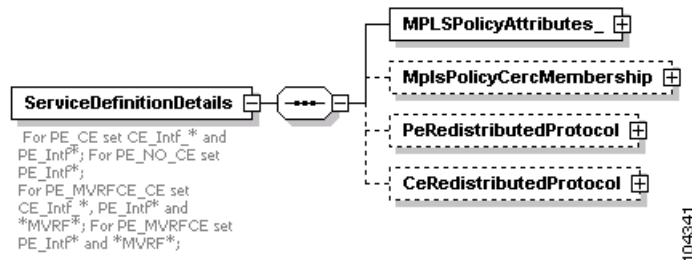 MPLSPolicyAttributes_
MplsPolicyCercMembership
ServiceDefinitionDetails
For PE_CE set CE_Intf_* and
PE_Intf*; For PE_NO_CE set
PE_Intf*;
For PE_MVRFCE_CE set
CE_Intf_*, PE_Intf* and
*MVRF*; For PE_MVRFCE set
PE_Intf* and *MVRF*;
PeRedistributedProtocol
CeRedistributedProtocol
104341